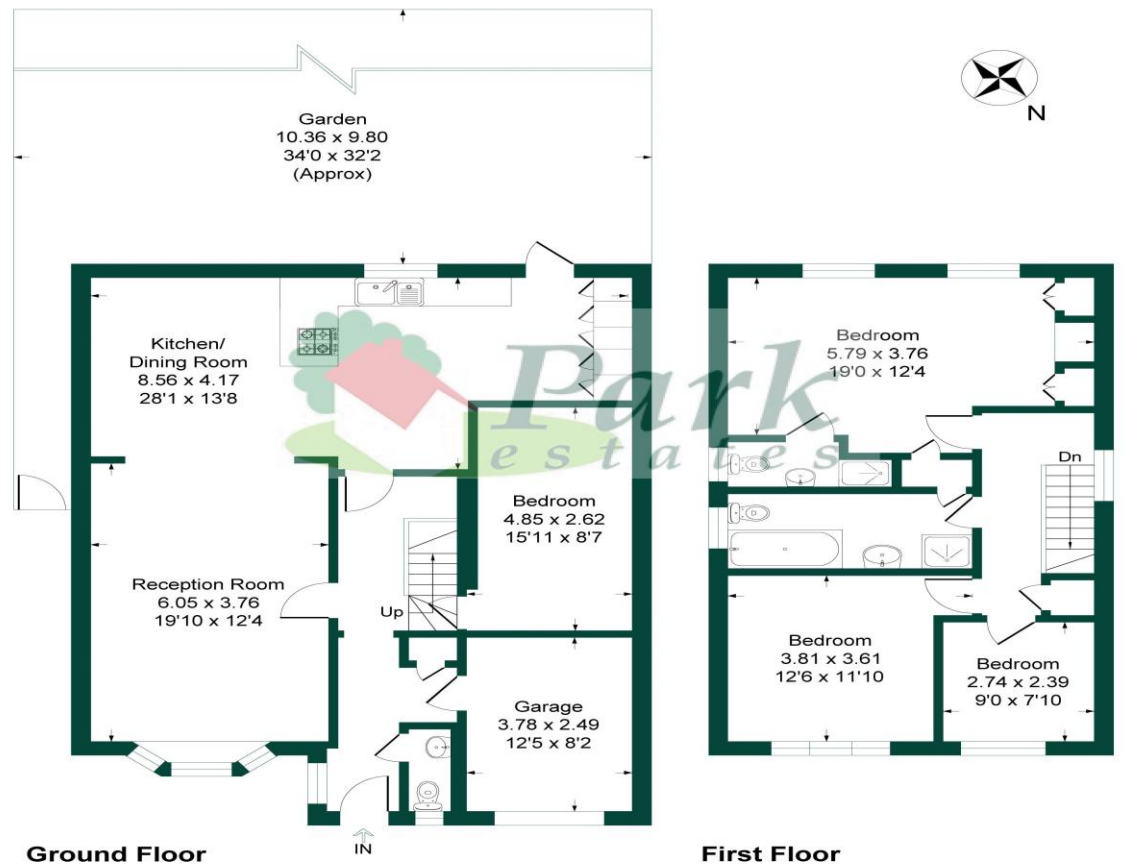 N
Garden
10.36 x 9.80
34'0 x 32'2
(Approx)
Kitchen/
Dining Room
8.56 x 4.17
28'1 x 13'8
Park
estates
Bedroom
4.85 x 2.62
15'11 x 8'7
Reception Room
6.05 x 3.76
19'10 x 12'4
Up
Garage
3.78 x 2.49
12'5 x 8'2
IN
Ground Floor
Bedroom
5.79 x 3.76
19'0 x 12'4
Dn
Bedroom
3.81 x 3.61
12'6 x 11'10
Bedroom
2.74 x 2.39
9'0 x 7'10
First Floor